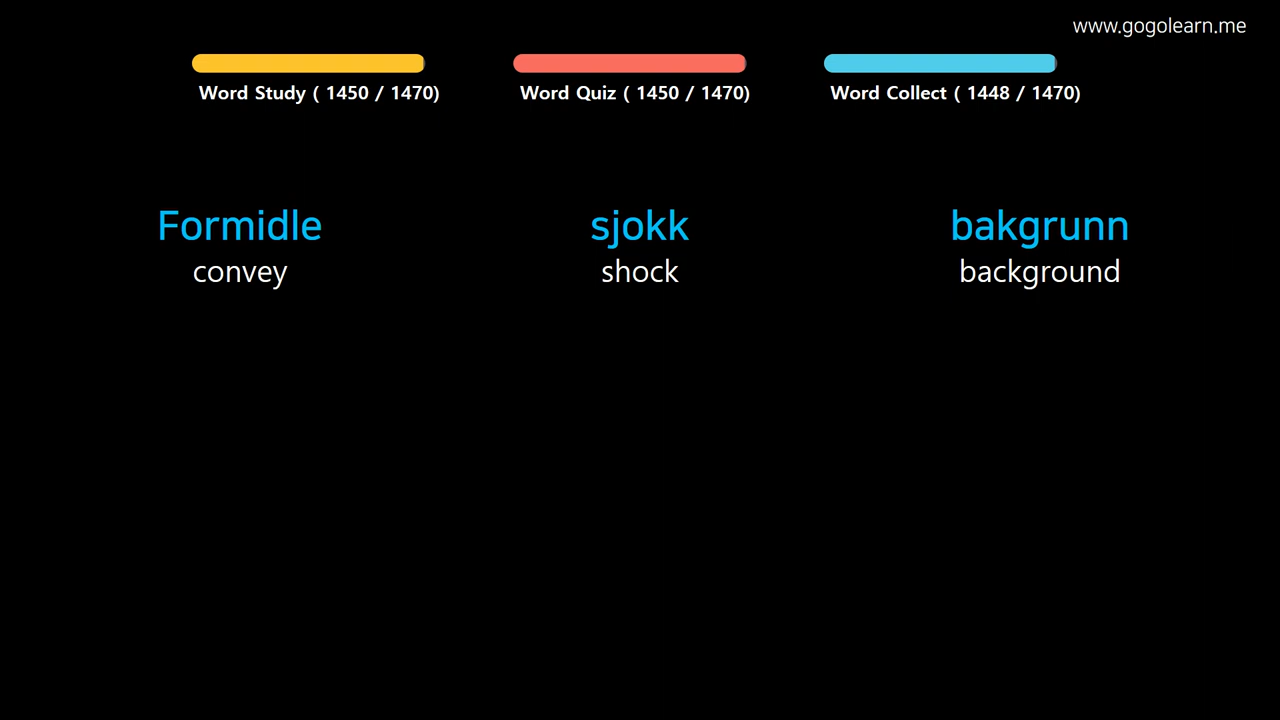 www.gogolearn.me
Word Study ( 1450 / 1470)
Word Quiz ( 1450 / 1470)
Word Collect ( 1448 / 1470)
Formidle
convey
sjokk
shock
bakgrunn
background